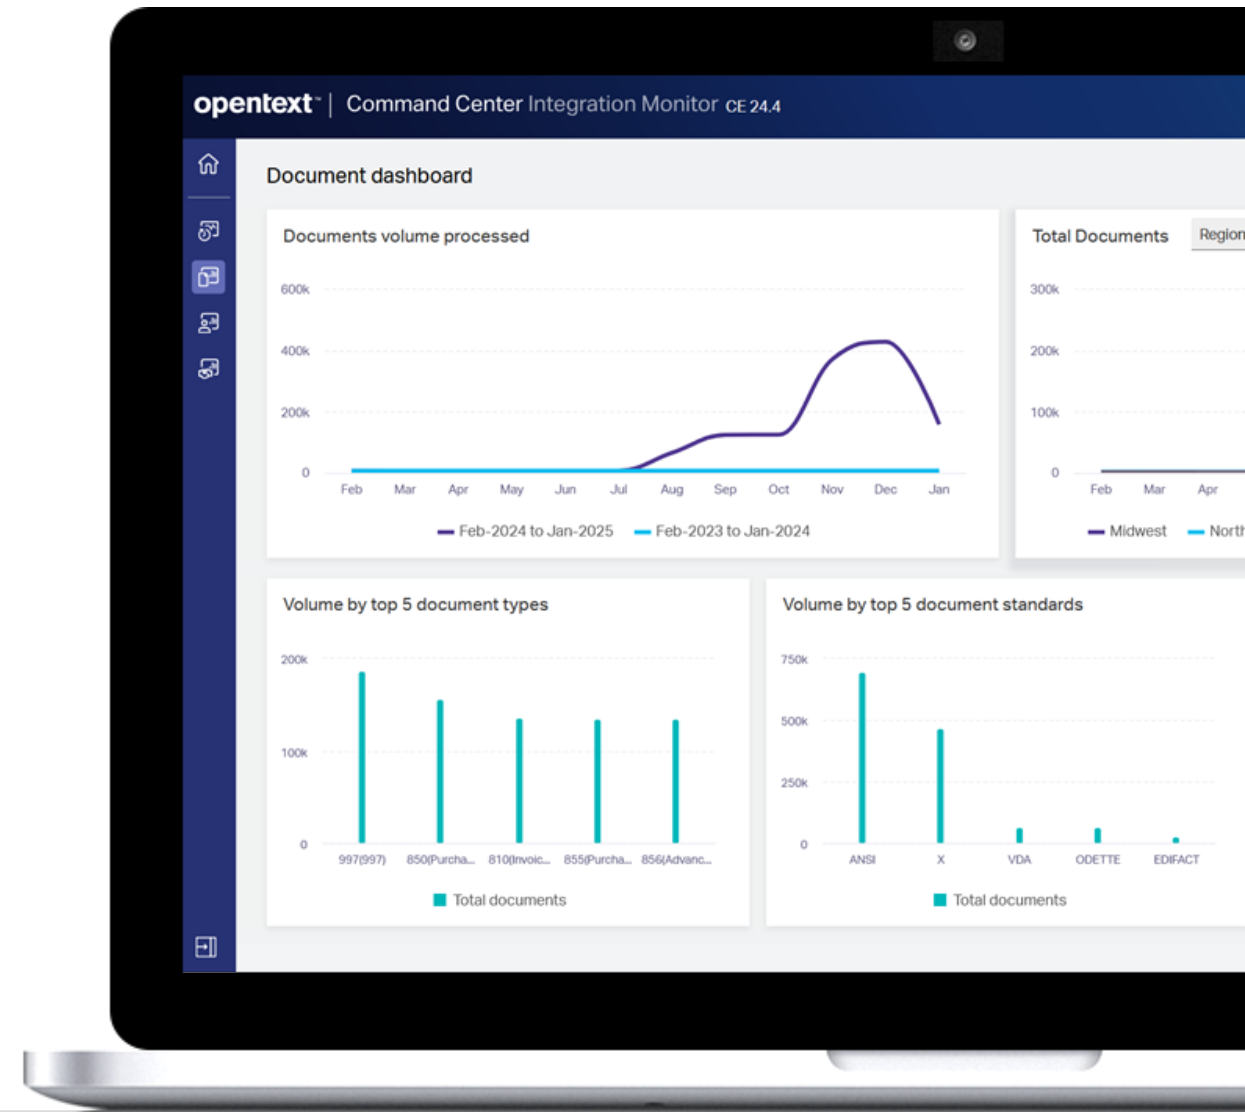 opentext™ | Command Center Integration Monitor CE 24.4
Document dashboard
Documents volume processed
600k
400k
200k
0
Feb Mar Apr May Jun Jul Aug Sep Oct Nov Dec Jan
Feb-2024 to Jan-2025 Feb-2023 to Jan-2024
Total Documents Region
300k
200k
100k
0
Feb Mar Apr
Midwest North
Volume by top 5 document types
200k
100k
0
997(997) 850(Purcha... 810(Invoic... 855(Purcha... 856(Advanc...
Total documents
Volume by top 5 document standards
750k
500k
250k
0
ANSI X VDA ODETTE EDIFACT
Total documents